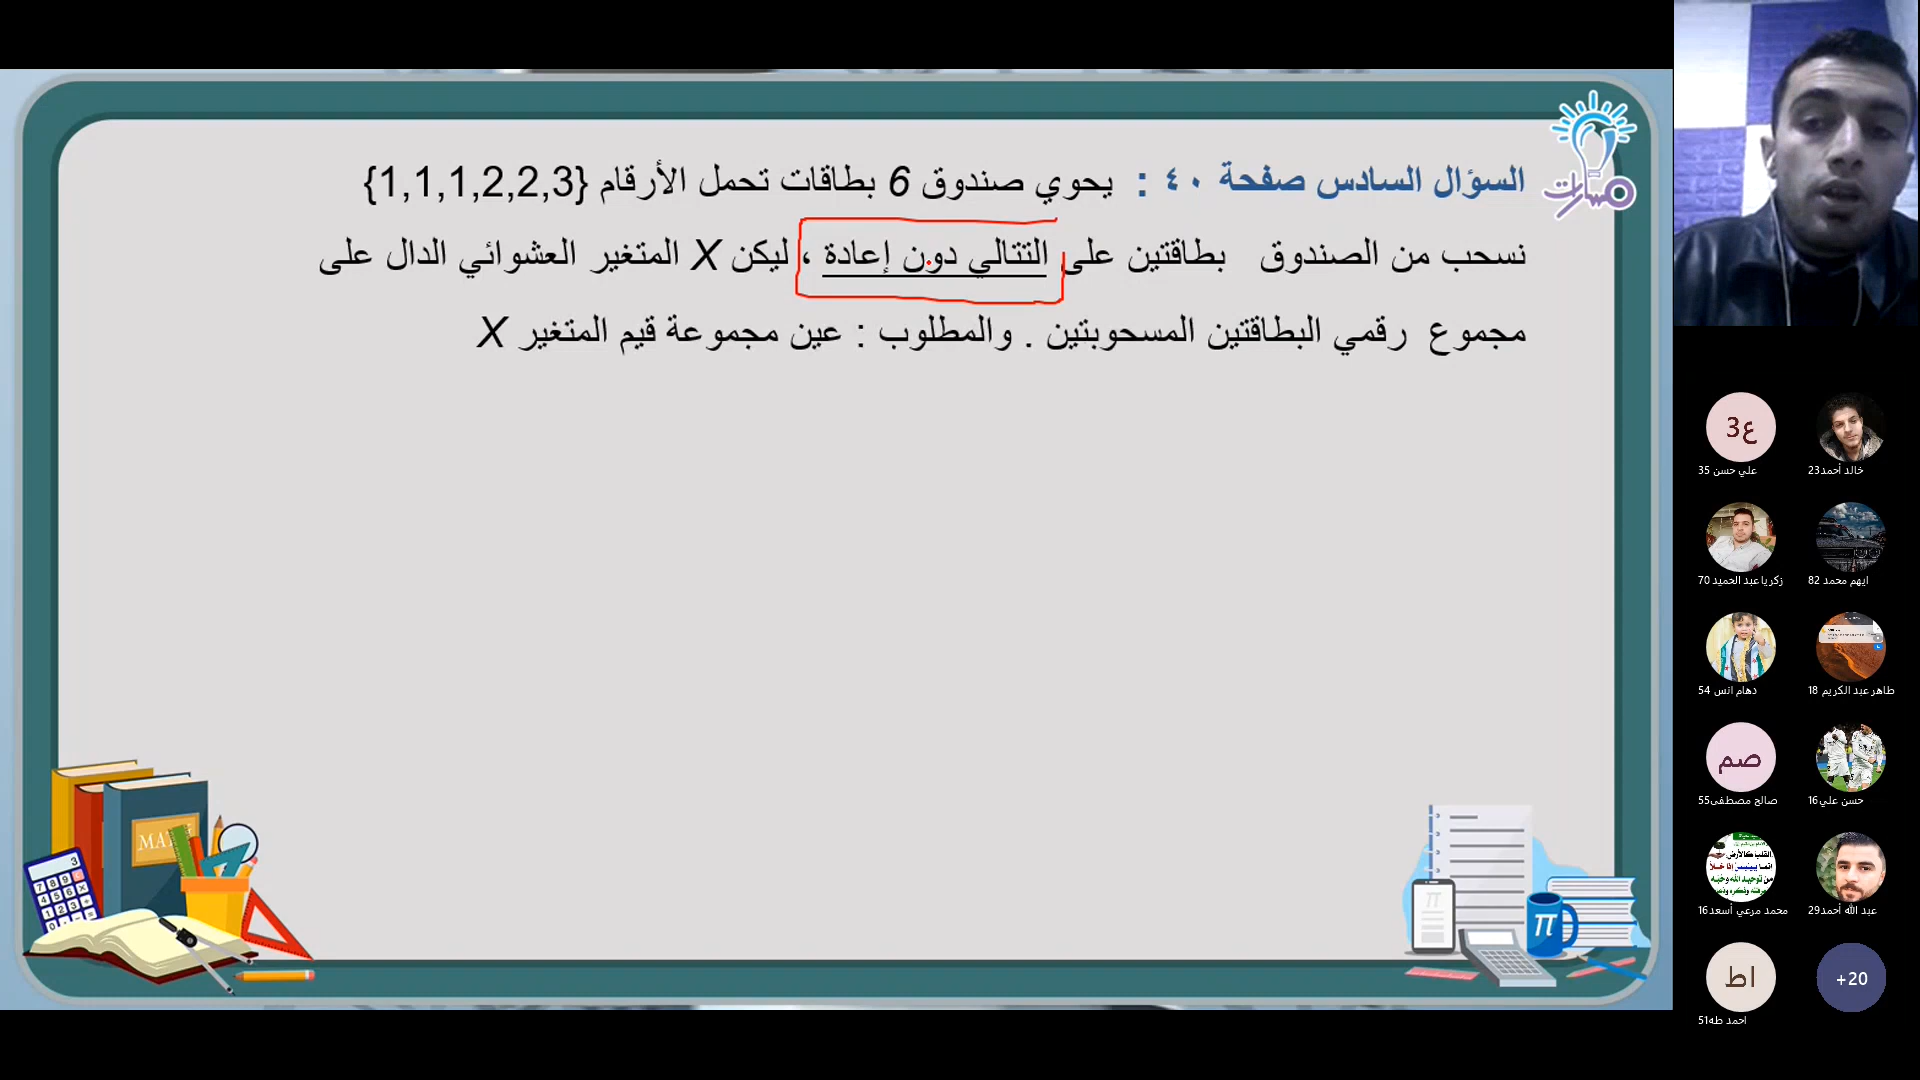 السؤال السادس صفحة ٤٠ : يحوي صندوق 6 بطاقات تحمل الأرقام {1,1,1,2,2,3}
نسحب من الصندوق بطاقتين على التتالي دون إعادة ، ليكن X المتغير العشوائي الدال على
مجموع رقمي البطاقتين المسحوبتين . والمطلوب : عين مجموعة قيم المتغير X
مسارات
MATH
π
π
ع3
علي حسن 35
خالد أحمد23
زكريا عبد الحميد 70
ايهم محمد 82
دهام انس 54
طاهر عبد الكريم 18
صم
صالح مصطفى55
حسن علي16
محمد مرعي أسعد16
عبد الله أحمد29
اط
+20
احمد طه51